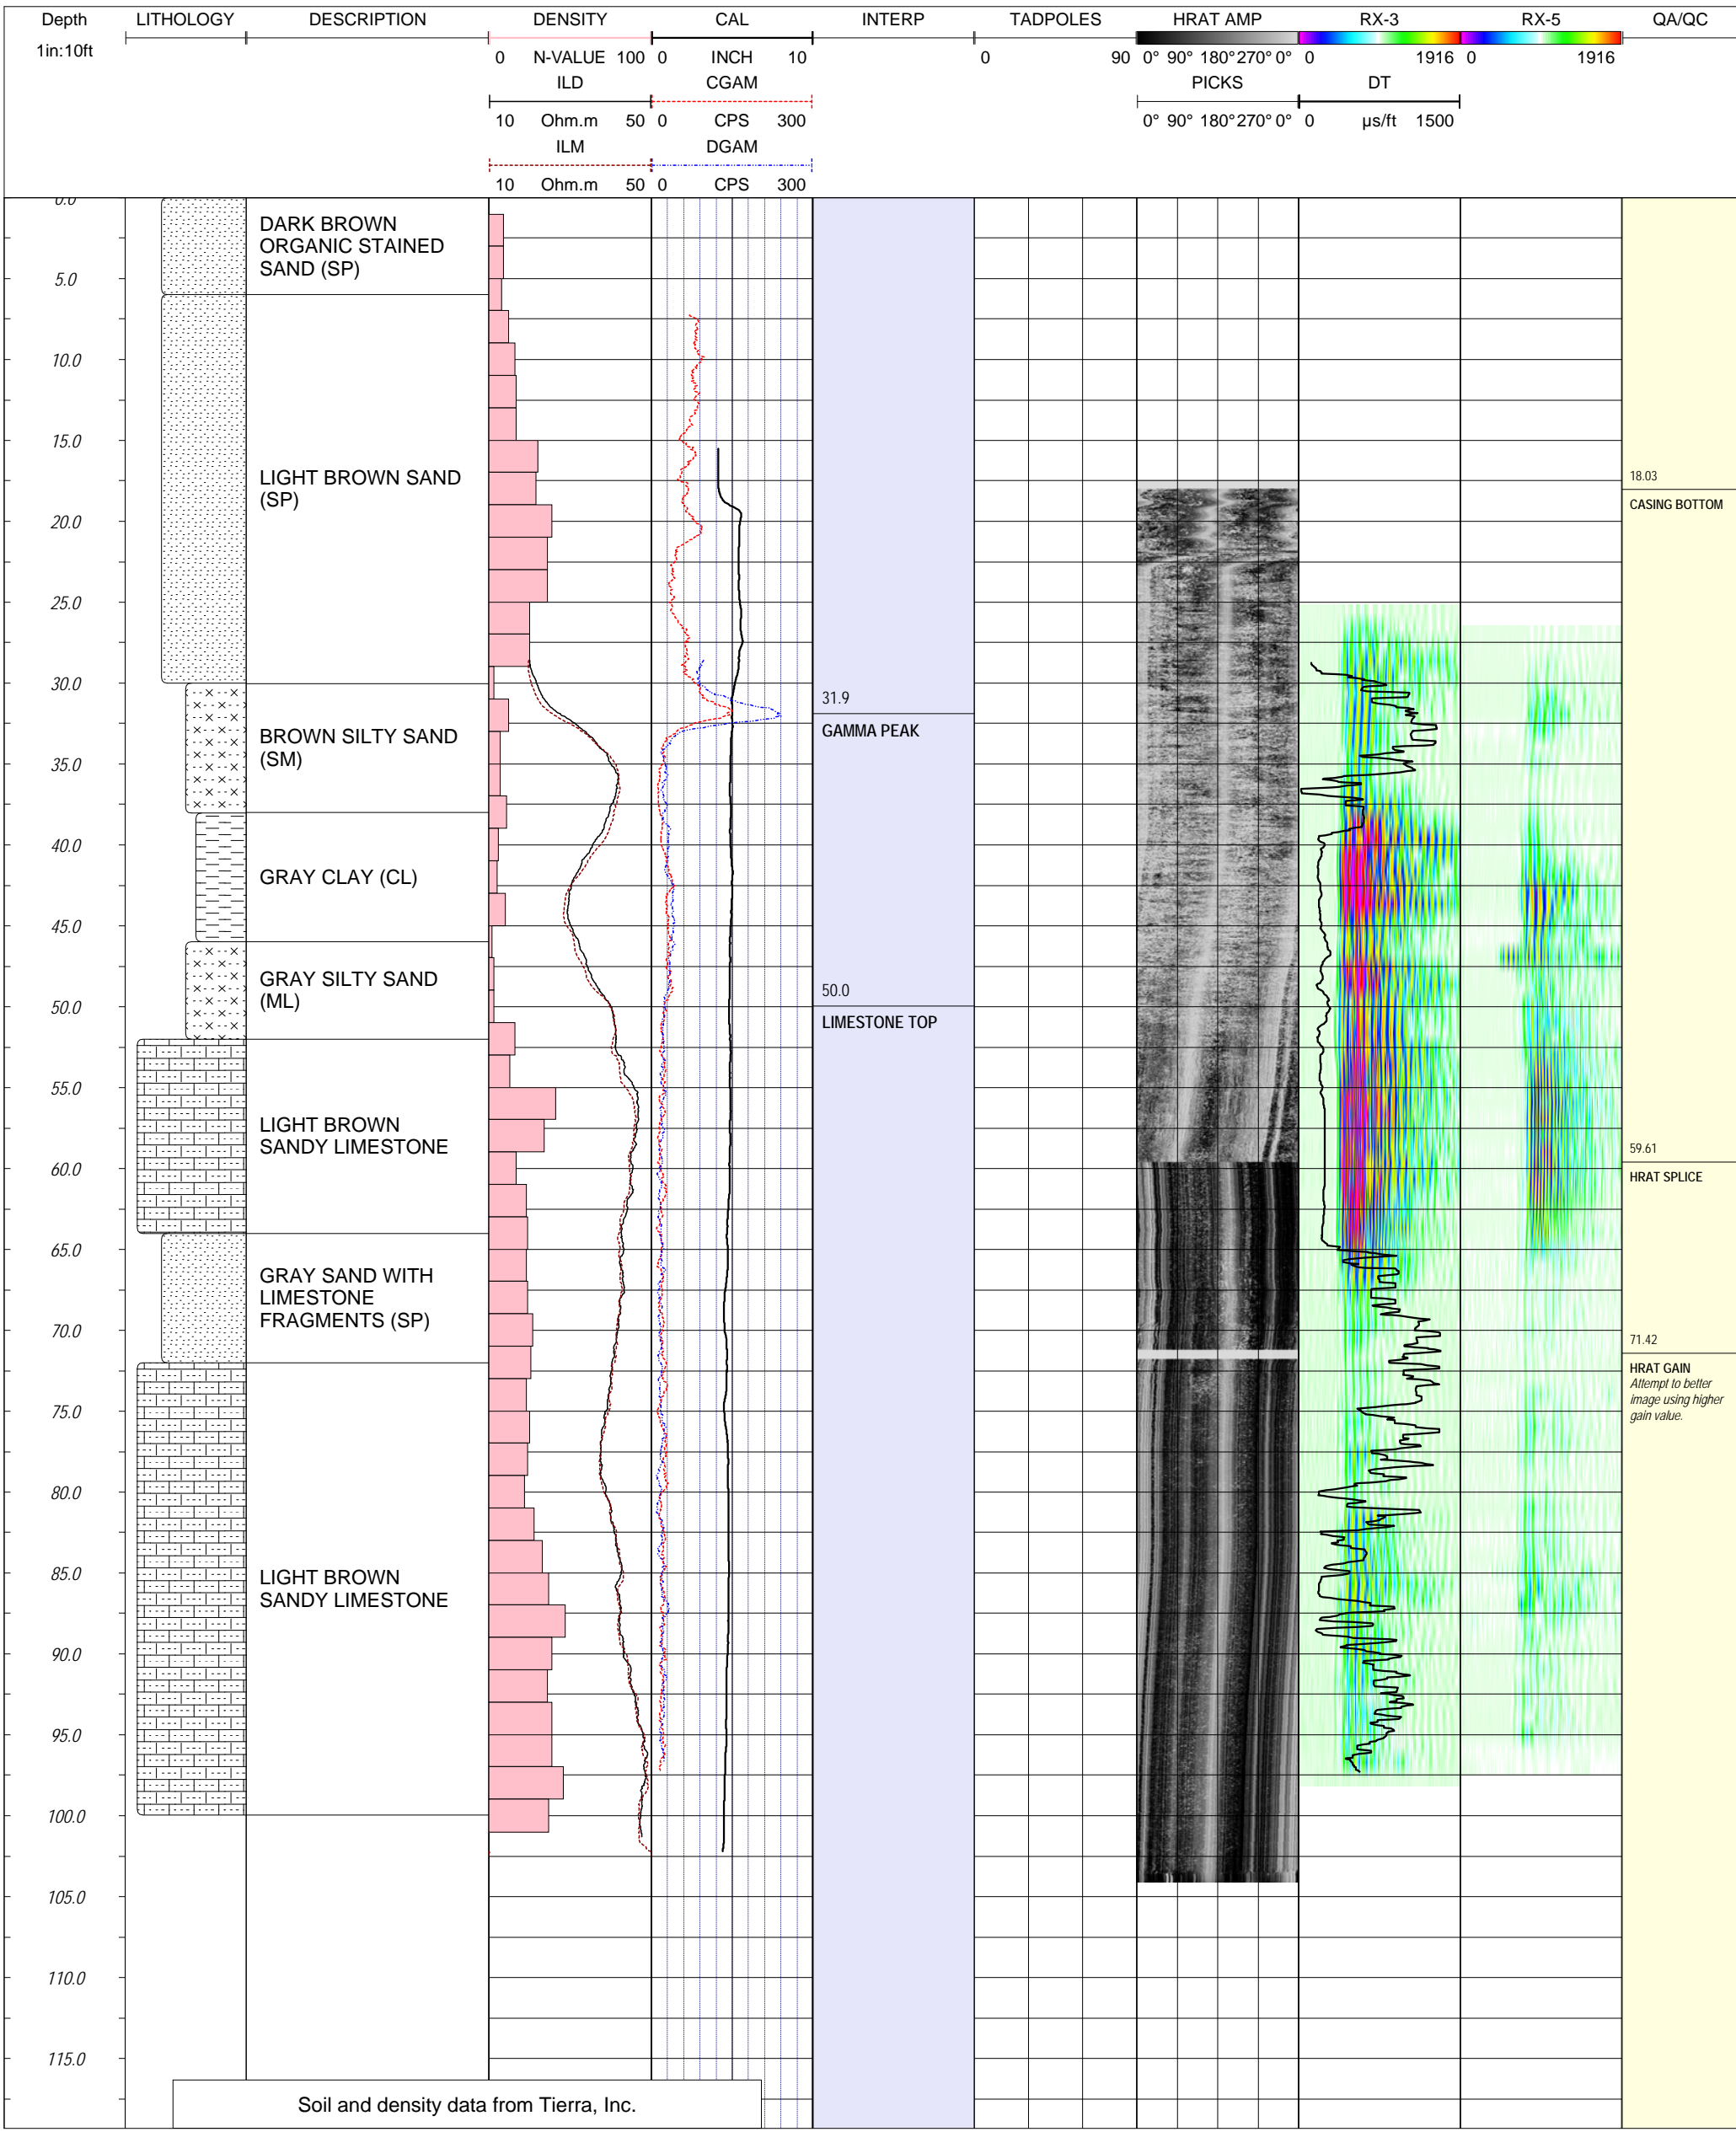 Depth LITHOLOGY DESCRIPTION DENSITY CAL INTERP TADPOLES HRAT AMP RX-3 RX-5 QA/QC
1in:10ft 0 N-VALUE 100 0 INCH 10 0 90 0° 90° 180° 270° 0° 0 1916 0 1916
ILD CGAM PICKS DT
10 Ohm.m 50 0 CPS 300 0° 90° 180° 270° 0° 0 µs/ft 1500
ILM DGAM
10 Ohm.m 50 0 CPS 300
0.0
DARK BROWN
ORGANIC STAINED
SAND (SP)
5.0
10.0
15.0
LIGHT BROWN SAND
(SP)
18.03
CASING BOTTOM
20.0
25.0
30.0
31.9
GAMMA PEAK
BROWN SILTY SAND
(SM)
35.0
40.0
GRAY CLAY (CL)
45.0
GRAY SILTY SAND
(ML)
50.0
50.0
LIMESTONE TOP
55.0
LIGHT BROWN
SANDY LIMESTONE
59.61
60.0
HRAT SPLICE
65.0
GRAY SAND WITH
LIMESTONE
FRAGMENTS (SP)
70.0
71.42
HRAT GAIN
Attempt to better
image using higher
gain value.
75.0
80.0
85.0
LIGHT BROWN
SANDY LIMESTONE
90.0
95.0
100.0
105.0
110.0
115.0
Soil and density data from Tierra, Inc.